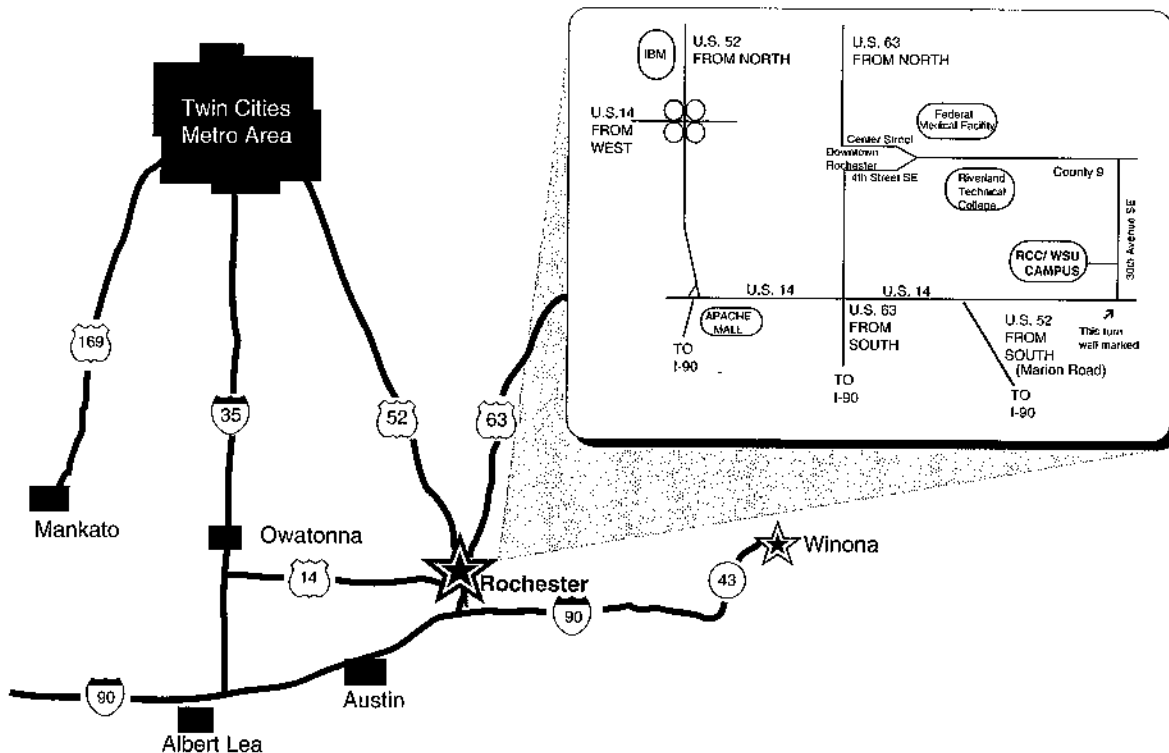 Twin Cities
Metro Area
169
35
52
63
Mankato
Owatonna
14
Rochester
Winona
43
90
90
Austin
Albert Lea
IBM
U.S. 52
FROM NORTH
U.S. 63
FROM NORTH
U.S.14
FROM
WEST
Federal
Medical Facility
Center Street
Downtown
Rochester
4th Street SE
Riverland
Technical
College
County 9
30th Avenue SE
RCC/ WSU
CAMPUS
U.S. 14
U.S. 14
APACHE
MALL
U.S. 63
FROM
SOUTH
U.S. 52
FROM
SOUTH
(Marion Road)
This turn
well marked
TO
I-90
TO
I-90
TO
I-90